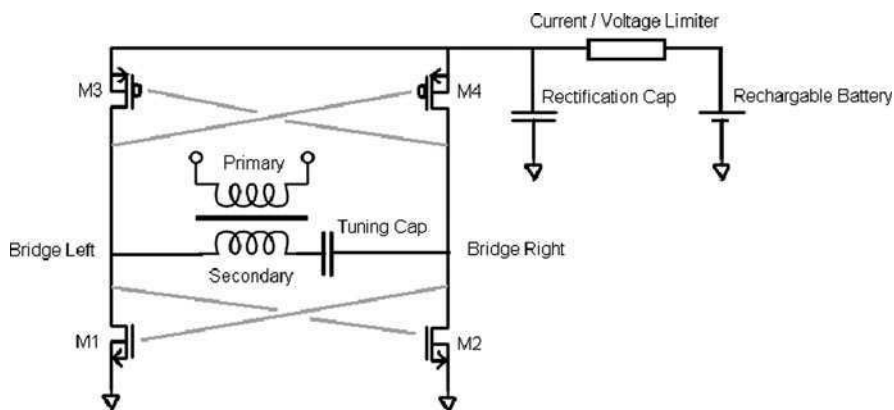 Current / Voltage Limiter
M3
M4
Rectification Cap
Rechargable Battery
Primary
Tuning Cap
Bridge Left
Bridge Right
Secondary
M1
M2